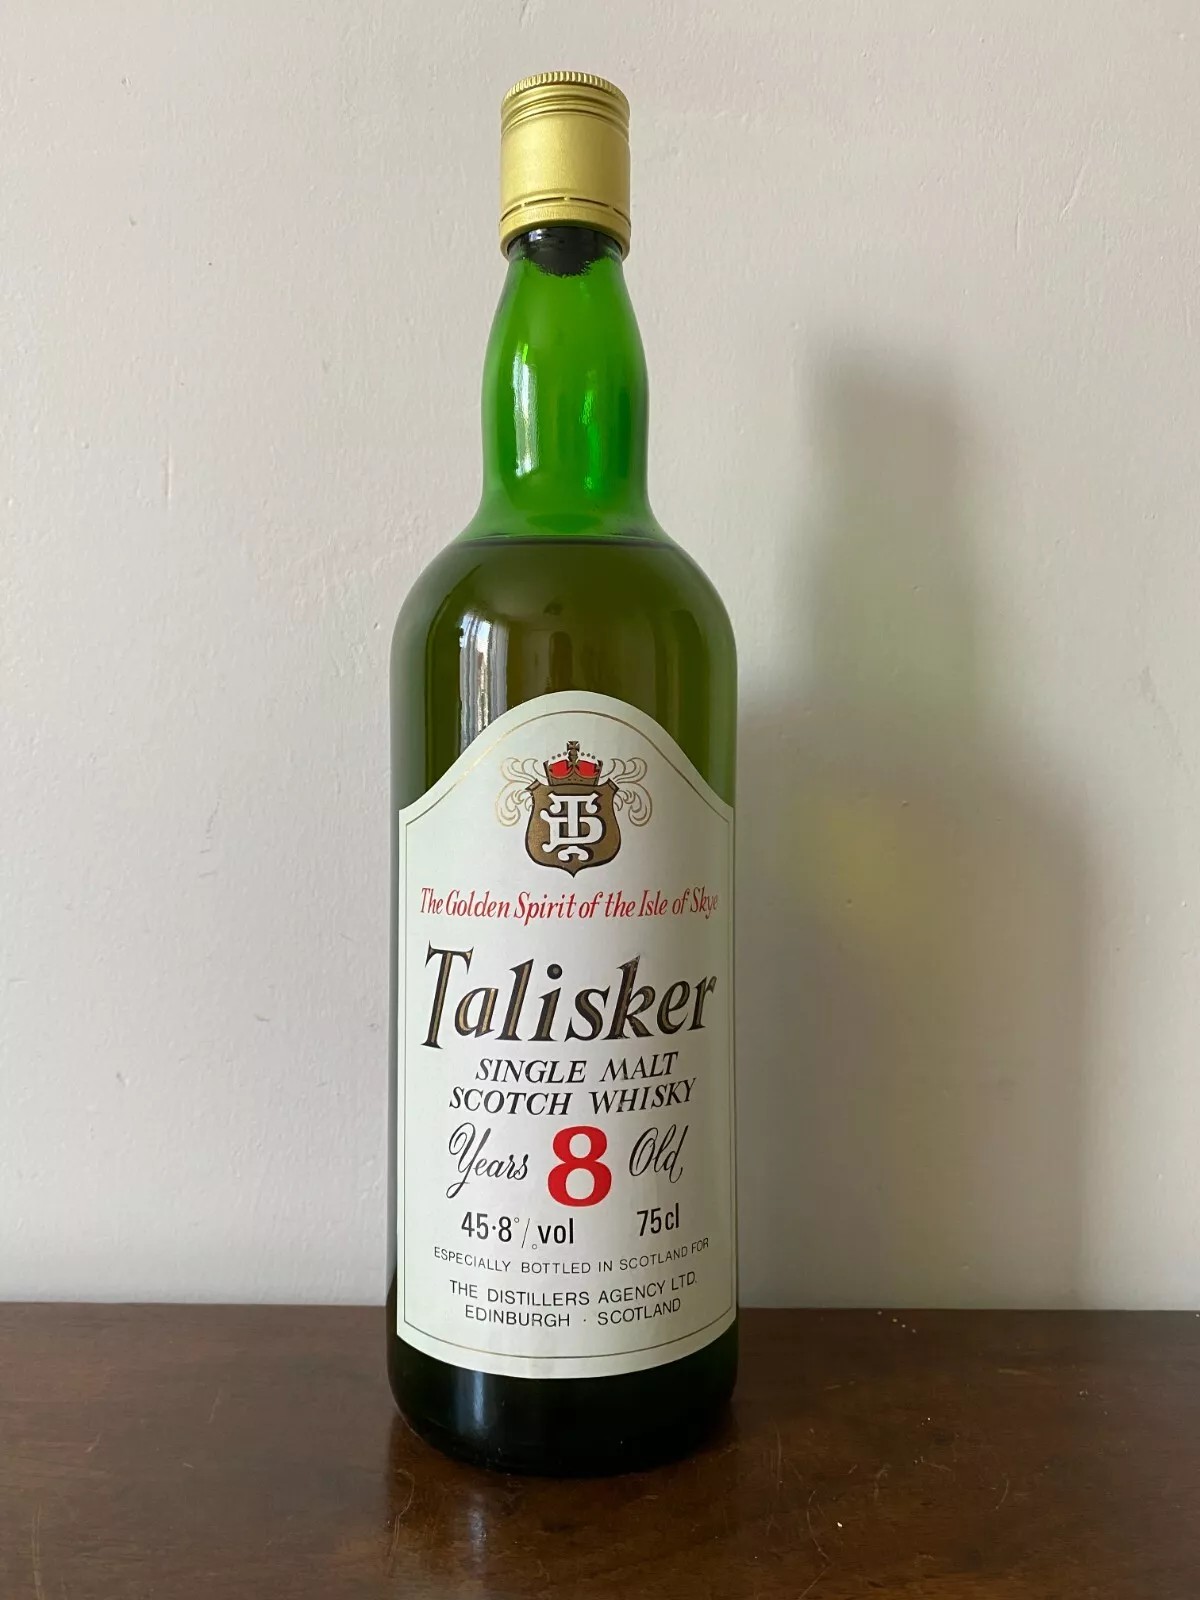 TS
The Golden Spirit of the Isle of Skye
Talisker
SINGLE MALT
SCOTCH WHISKY
Years 8 Old
45·8°/o vol 75cl
ESPECIALLY BOTTLED IN SCOTLAND FOR
THE DISTILLERS AGENCY LTD.
EDINBURGH · SCOTLAND